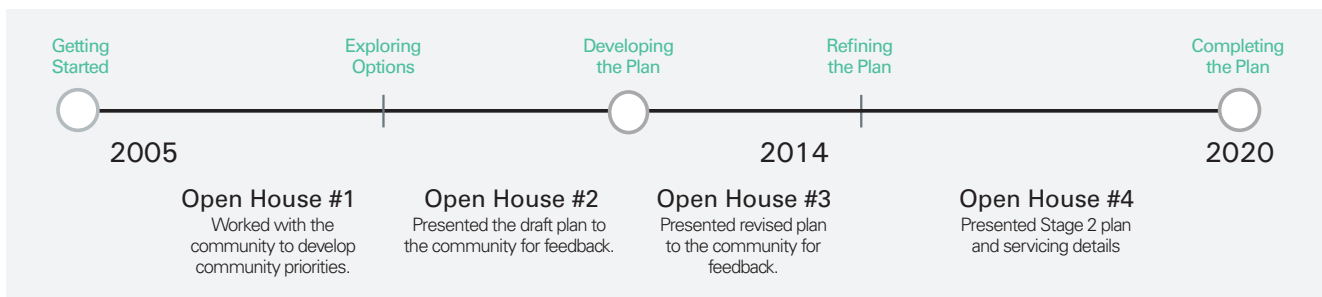 Getting
Started
Exploring
Options
Developing
the Plan
Refining
the Plan
Completing
the Plan
2005
2014
2020
Open House #1
Worked with the
community to develop
community priorities.
Open House #2
Presented the draft plan to
the community for feedback.
Open House #3
Presented revised plan
to the community for
feedback.
Open House #4
Presented Stage 2 plan
and servicing details